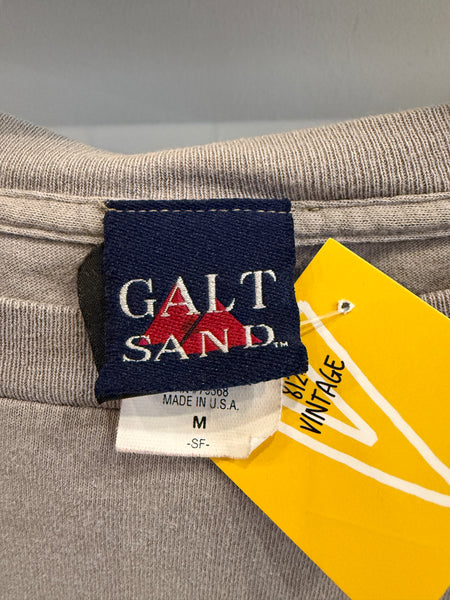 GALT
SAND™
MADE IN U.S.A.
M
-SF-
812
VINTAGE